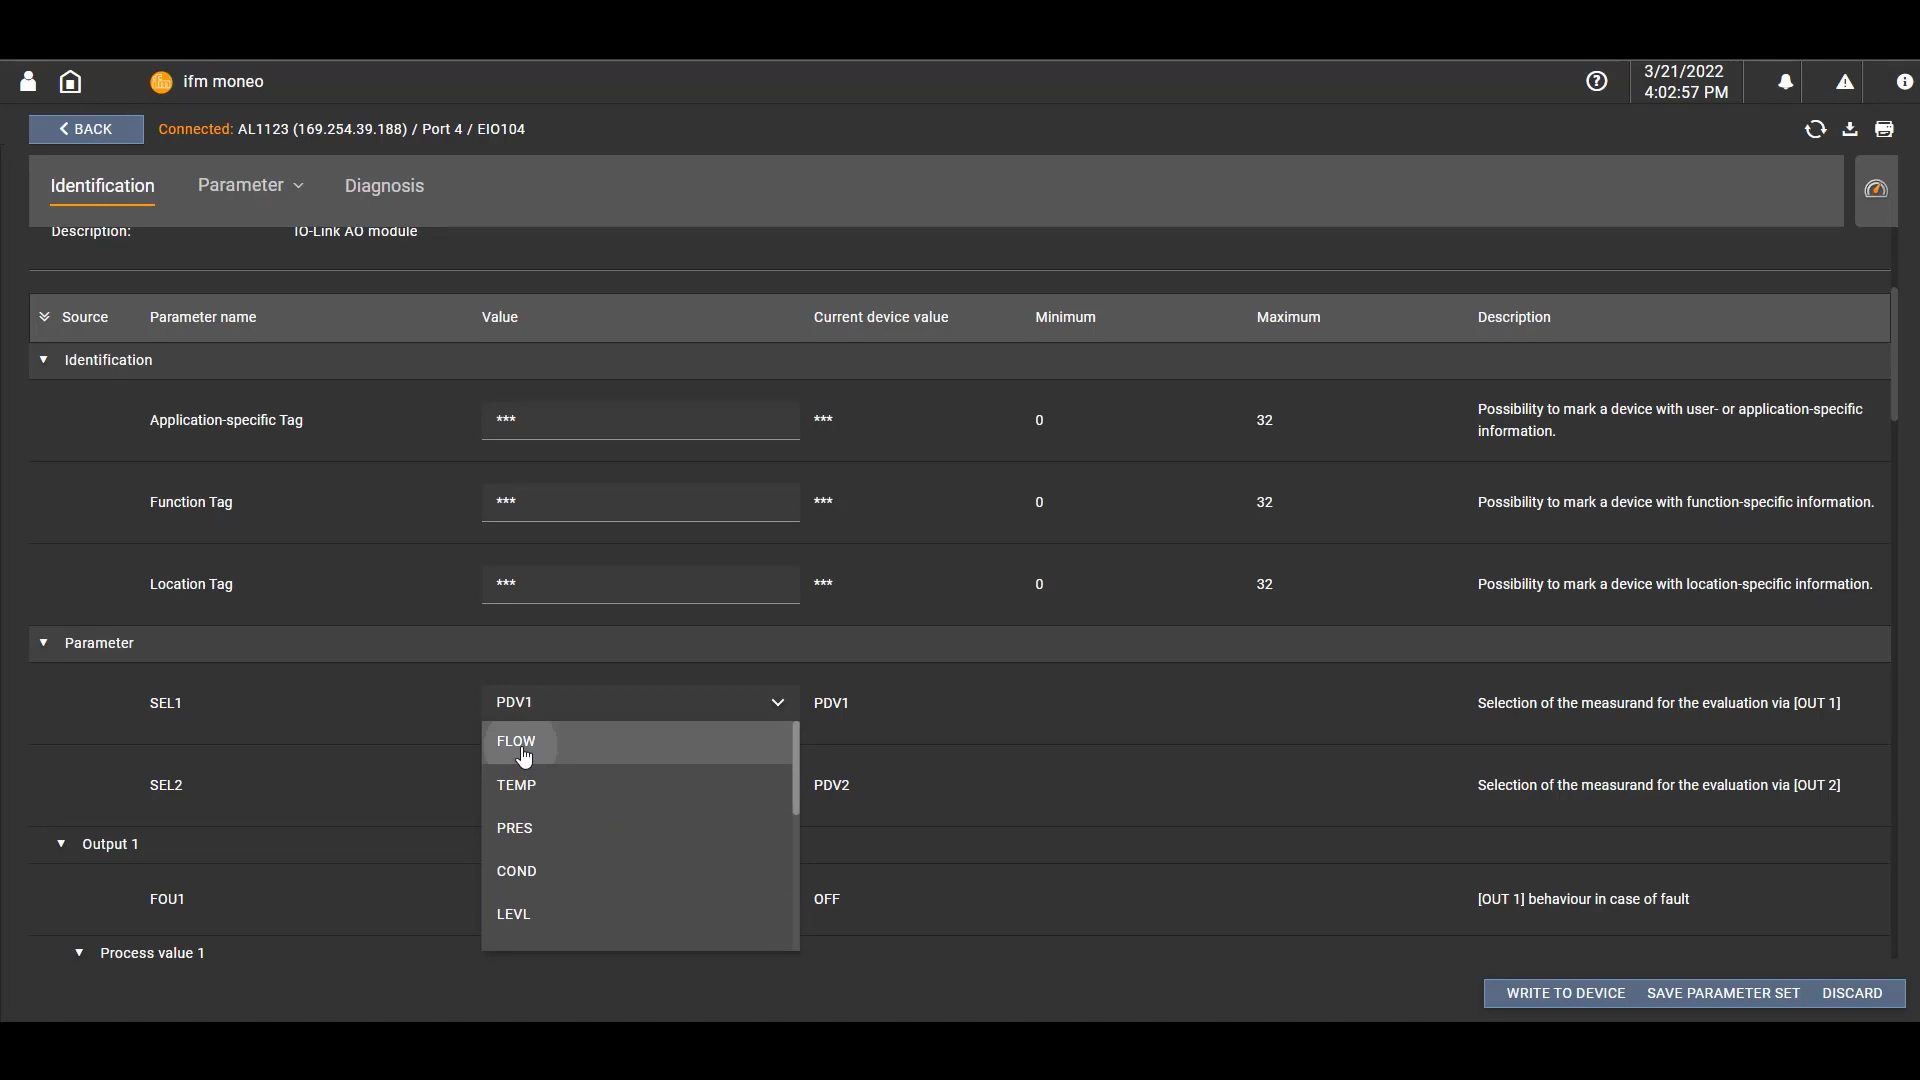 ifm moneo
3/21/2022
4:02:57 PM
BACK
Connected: AL1123 (169.254.39.188) / Port 4 / EIO104
Identification
Parameter
Diagnosis
Description: IO-Link AO module
Source Parameter name Value Current device value Minimum Maximum Description
Identification
Application-specific Tag *** *** 0 32 Possibility to mark a device with user- or application-specific
information.
Function Tag *** *** 0 32 Possibility to mark a device with function-specific information.
Location Tag *** *** 0 32 Possibility to mark a device with location-specific information.
Parameter
SEL1 PDV1 PDV1 Selection of the measurand for the evaluation via [OUT 1]
FLOW
TEMP
SEL2 PDV2 Selection of the measurand for the evaluation via [OUT 2]
PRES
Output 1
COND
FOU1 OFF [OUT 1] behaviour in case of fault
LEVL
Process value 1
WRITE TO DEVICE SAVE PARAMETER SET DISCARD